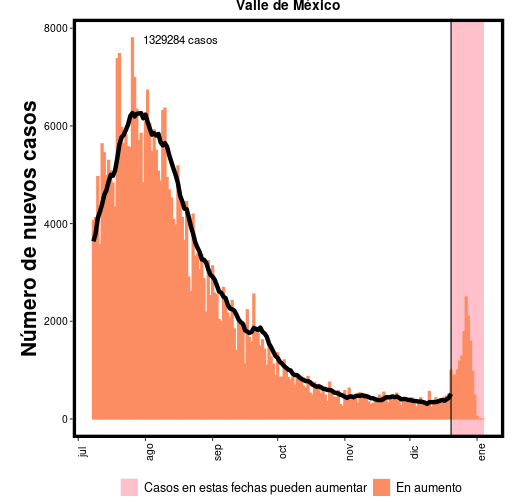 Valle de México
1329284 casos
Número de nuevos casos
8000
6000
4000
2000
0
jul
ago
sep
oct
nov
dic
ene
Casos en estas fechas pueden aumentar
En aumento